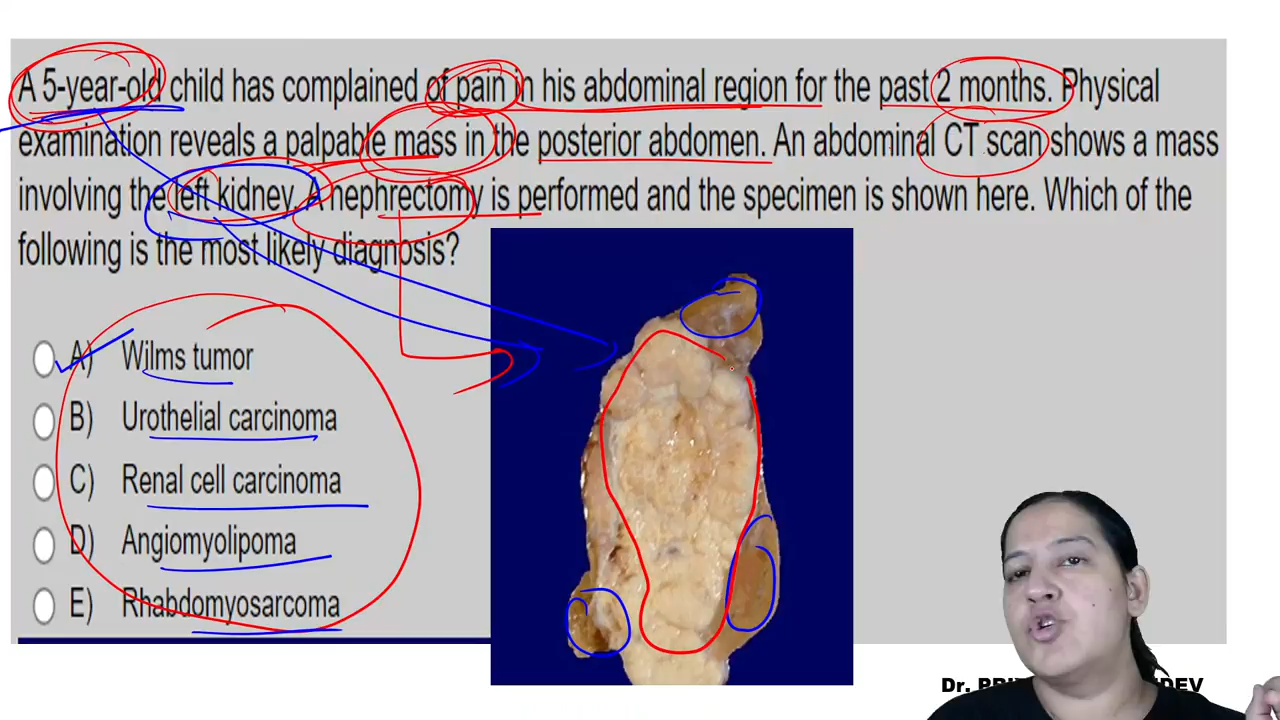 A 5-year-old child has complained of pain in his abdominal region for the past 2 months. Physical
examination reveals a palpable mass in the posterior abdomen. An abdominal CT scan shows a mass
involving the left kidney. A nephrectomy is performed and the specimen is shown here. Which of the
following is the most likely diagnosis?
A) Wilms tumor
B) Urothelial carcinoma
C) Renal cell carcinoma
D) Angiomyolipoma
E) Rhabdomyosarcoma
Dr.